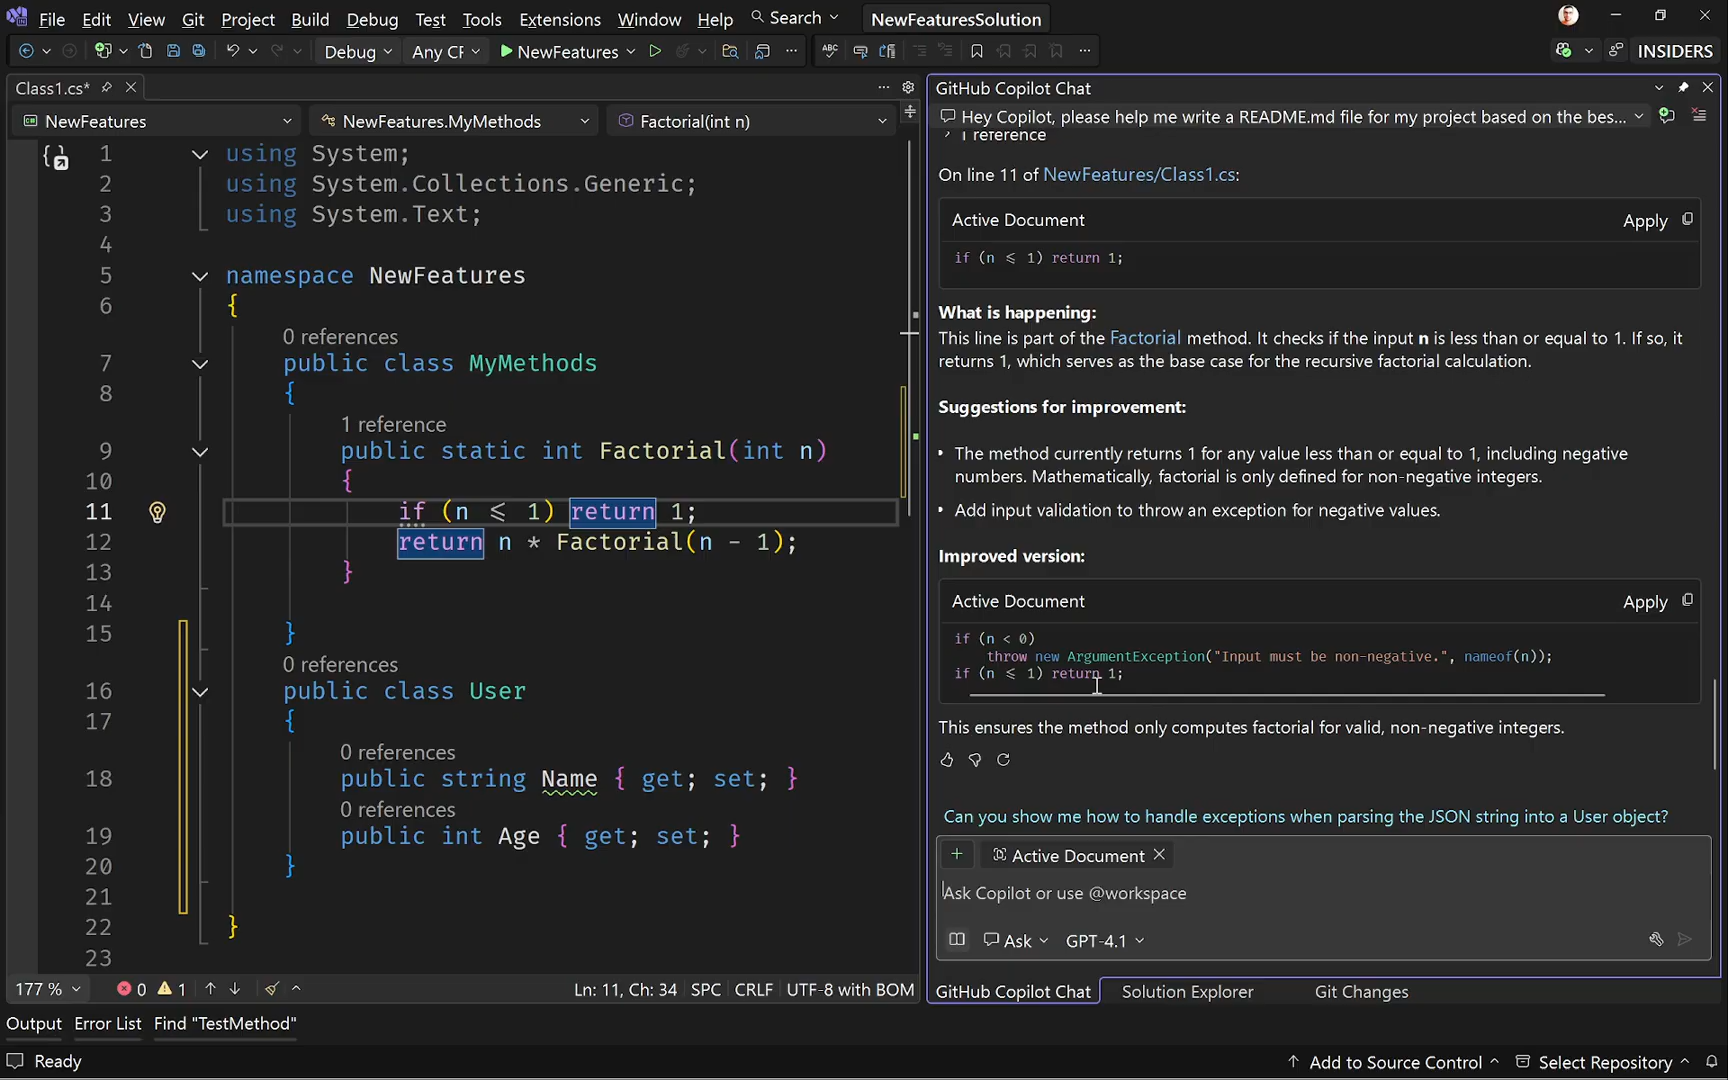 File Edit View Git Project Build Debug Test Tools Extensions Window Help Search NewFeaturesSolution
Debug Any CF NewFeatures INSIDERS
Class1.cs*
NewFeatures NewFeatures.MyMethods Factorial(int n)
1 using System;
2 using System.Collections.Generic;
3 using System.Text;
4
5 namespace NewFeatures
6 {
0 references
7 public class MyMethods
8 {
1 reference
9 public static int Factorial(int n)
10 {
11 if (n ≤ 1) return 1;
12 return n * Factorial(n - 1);
13 }
14
15 }
0 references
16 public class User
17 {
0 references
18 public string Name { get; set; }
0 references
19 public int Age { get; set; }
20 }
21
22 }
23
177 % 0 1 Ln: 11, Ch: 34 SPC CRLF UTF-8 with BOM
GitHub Copilot Chat
Hey Copilot, please help me write a README.md file for my project based on the bes...
1 reference
On line 11 of NewFeatures/Class1.cs:
Active Document Apply
if (n ≤ 1) return 1;
What is happening:
This line is part of the Factorial method. It checks if the input n is less than or equal to 1. If so, it
returns 1, which serves as the base case for the recursive factorial calculation.
Suggestions for improvement:
• The method currently returns 1 for any value less than or equal to 1, including negative
numbers. Mathematically, factorial is only defined for non-negative integers.
• Add input validation to throw an exception for negative values.
Improved version:
Active Document Apply
if (n < 0)
throw new ArgumentException("Input must be non-negative.", nameof(n));
if (n ≤ 1) return 1;
This ensures the method only computes factorial for valid, non-negative integers.
Can you show me how to handle exceptions when parsing the JSON string into a User object?
Active Document
Ask Copilot or use @workspace
Ask GPT-4.1
GitHub Copilot Chat Solution Explorer Git Changes
Output Error List Find "TestMethod"
Ready Add to Source Control Select Repository